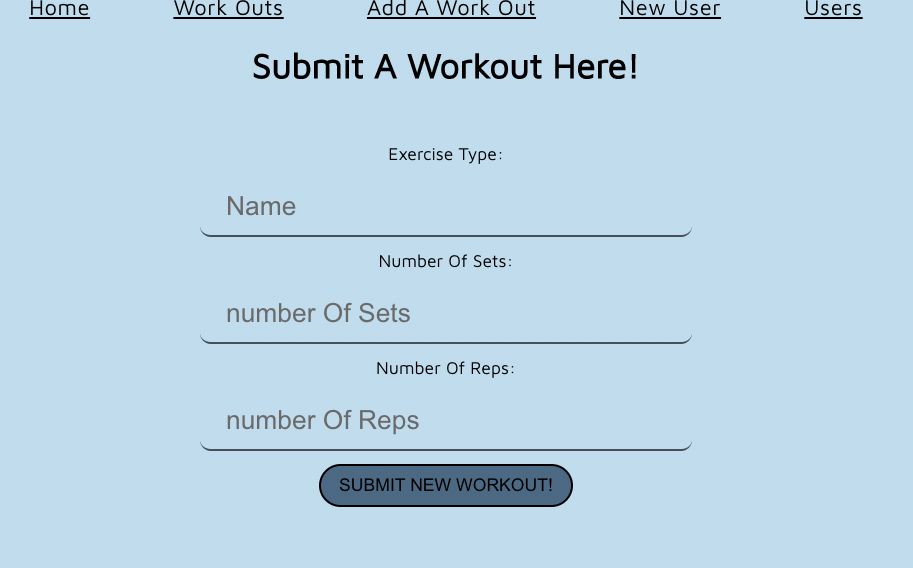 Home Work Outs Add A Work Out New User Users
Submit A Workout Here!
Exercise Type:
Name
Number Of Sets:
number Of Sets
Number Of Reps:
number Of Reps
SUBMIT NEW WORKOUT!